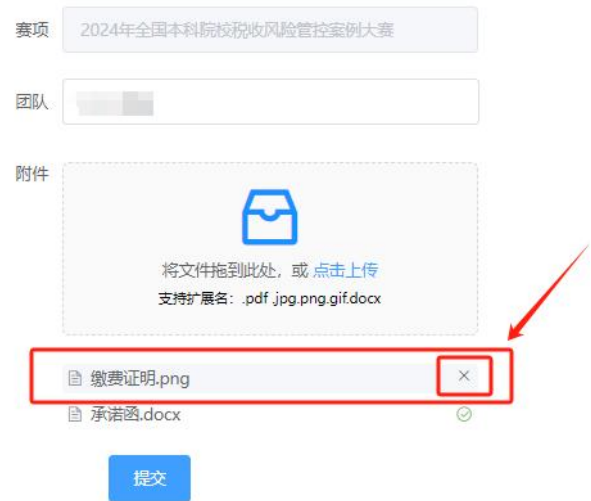 赛项 2024年全国本科院校税收风险管控案例大赛
团队
附件
将文件拖到此处，或 点击上传
支持扩展名：.pdf .jpg.png.gif.docx
缴费证明.png
承诺函.docx
提交